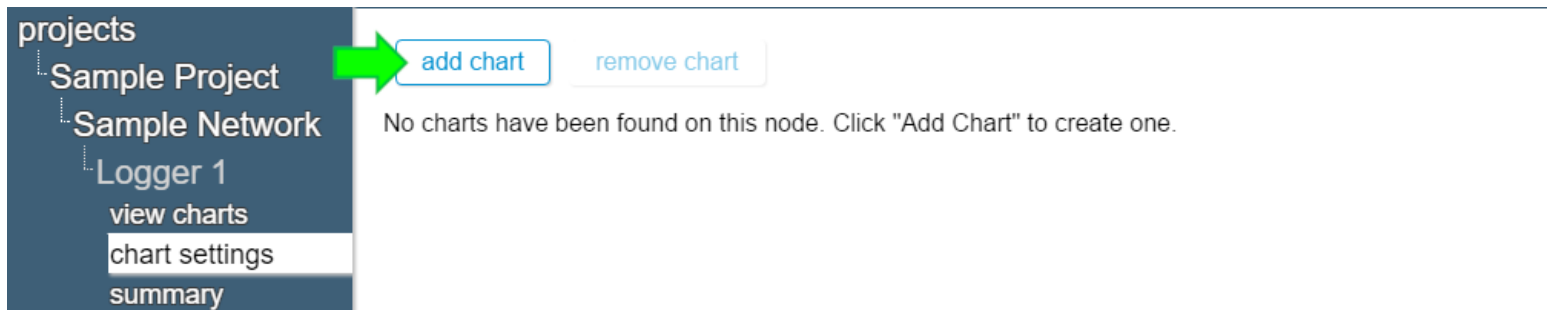 projects
Sample Project
Sample Network
Logger 1
view charts
chart settings
summary
add chart
remove chart
No charts have been found on this node. Click "Add Chart" to create one.